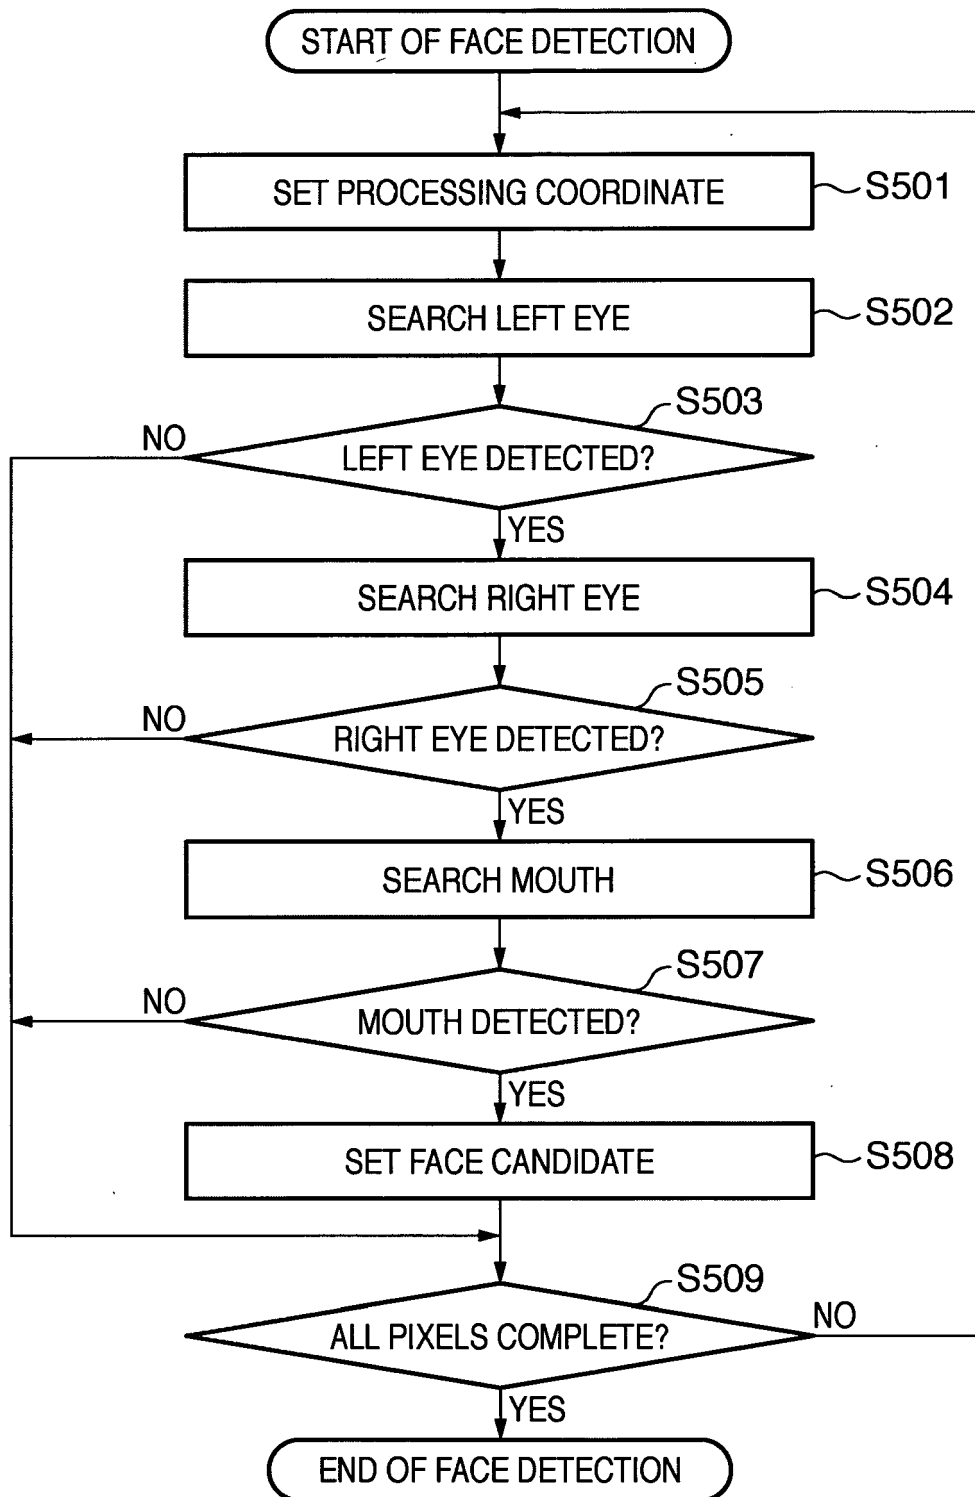 START OF FACE DETECTION
SET PROCESSING COORDINATE
S501
SEARCH LEFT EYE
S502
S503
NO
LEFT EYE DETECTED?
YES
SEARCH RIGHT EYE
S504
S505
NO
RIGHT EYE DETECTED?
YES
SEARCH MOUTH
S506
S507
NO
MOUTH DETECTED?
YES
SET FACE CANDIDATE
S508
S509
ALL PIXELS COMPLETE?
NO
YES
END OF FACE DETECTION